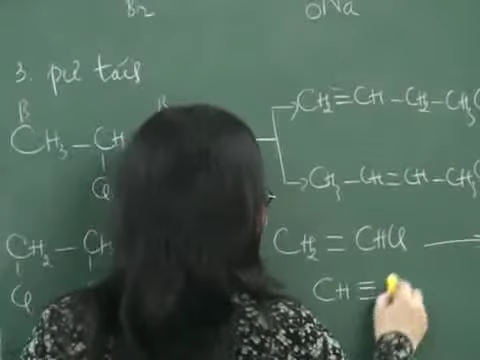 Br ONa
3. pư tách
B B
CH₃ – CH CH₂ = CH – CH₂ – CH₃
Cl CH₃ – CH = CH – CH₃
CH₂ – CH CH₂ = CHCl
Cl CH ≡